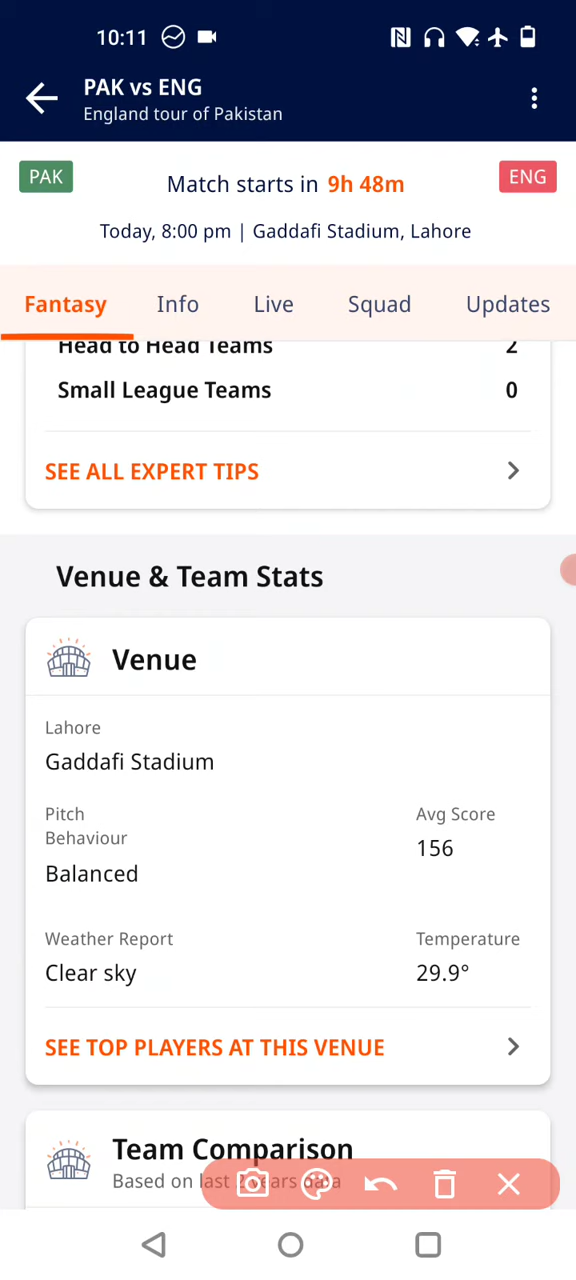 10:11
PAK vs ENG
England tour of Pakistan
PAK
Match starts in 9h 48m
ENG
Today, 8:00 pm | Gaddafi Stadium, Lahore
Fantasy Info Live Squad Updates
Head to Head Teams 2
Small League Teams 0
SEE ALL EXPERT TIPS
Venue & Team Stats
Venue
Lahore
Gaddafi Stadium
Pitch Behaviour
Balanced
Avg Score
156
Weather Report
Clear sky
Temperature
29.9°
SEE TOP PLAYERS AT THIS VENUE
Team Comparison
Based on last 2 years data